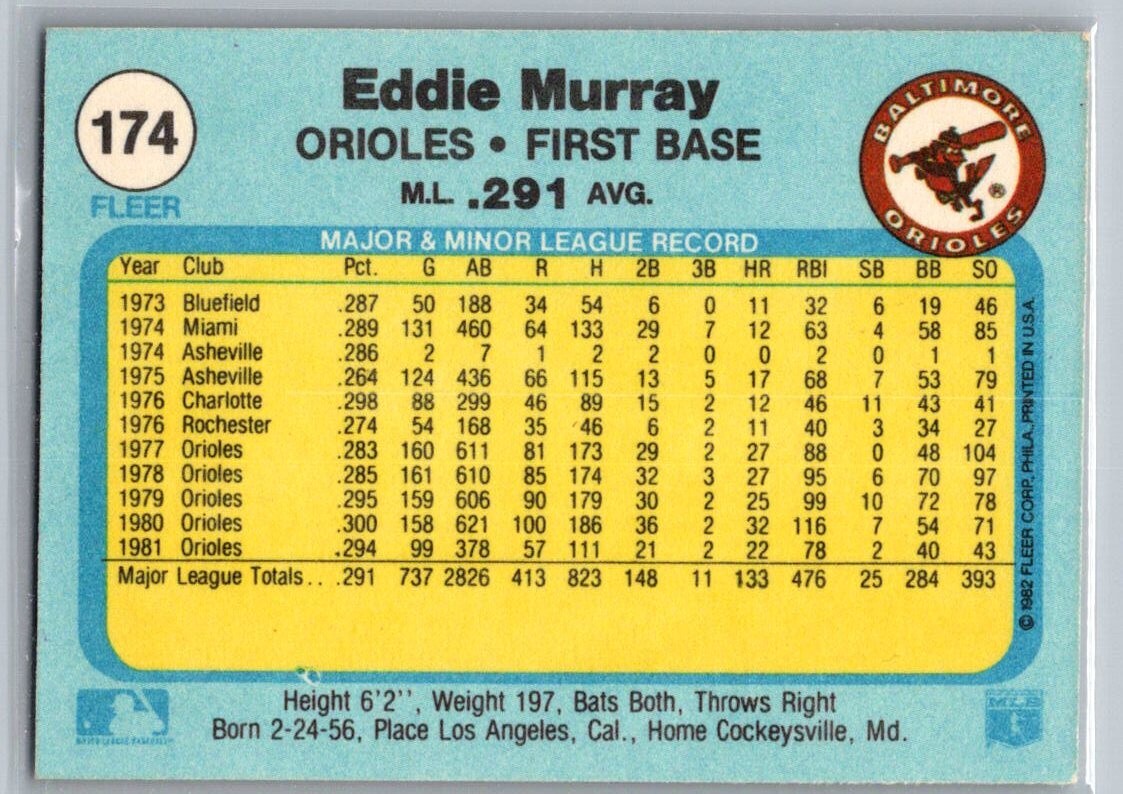 174
FLEER
Eddie Murray
ORIOLES • FIRST BASE
M.L. .291 AVG.
BALTIMORE
ORIOLES
®
MAJOR & MINOR LEAGUE RECORD
Year Club Pct. G AB R H 2B 3B HR RBI SB BB SO
1973 Bluefield .287 50 188 34 54 6 0 11 32 6 19 46
1974 Miami .289 131 460 64 133 29 7 12 63 4 58 85
1974 Asheville .286 2 7 1 2 2 0 0 2 0 1 1
1975 Asheville .264 124 436 66 115 13 5 17 68 7 53 79
1976 Charlotte .298 88 299 46 89 15 2 12 46 11 43 41
1976 Rochester .274 54 168 35 46 6 2 11 40 3 34 27
1977 Orioles .283 160 611 81 173 29 2 27 88 0 48 104
1978 Orioles .285 161 610 85 174 32 3 27 95 6 70 97
1979 Orioles .295 159 606 90 179 30 2 25 99 10 72 78
1980 Orioles .300 158 621 100 186 36 2 32 116 7 54 71
1981 Orioles .294 99 378 57 111 21 2 22 78 2 40 43
Major League Totals.. .291 737 2826 413 823 148 11 133 476 25 284 393
© 1982 FLEER CORP., PHILA., PRINTED IN U.S.A.
Height 6'2'', Weight 197, Bats Both, Throws Right
Born 2-24-56, Place Los Angeles, Cal., Home Cockeysville, Md.
MLB